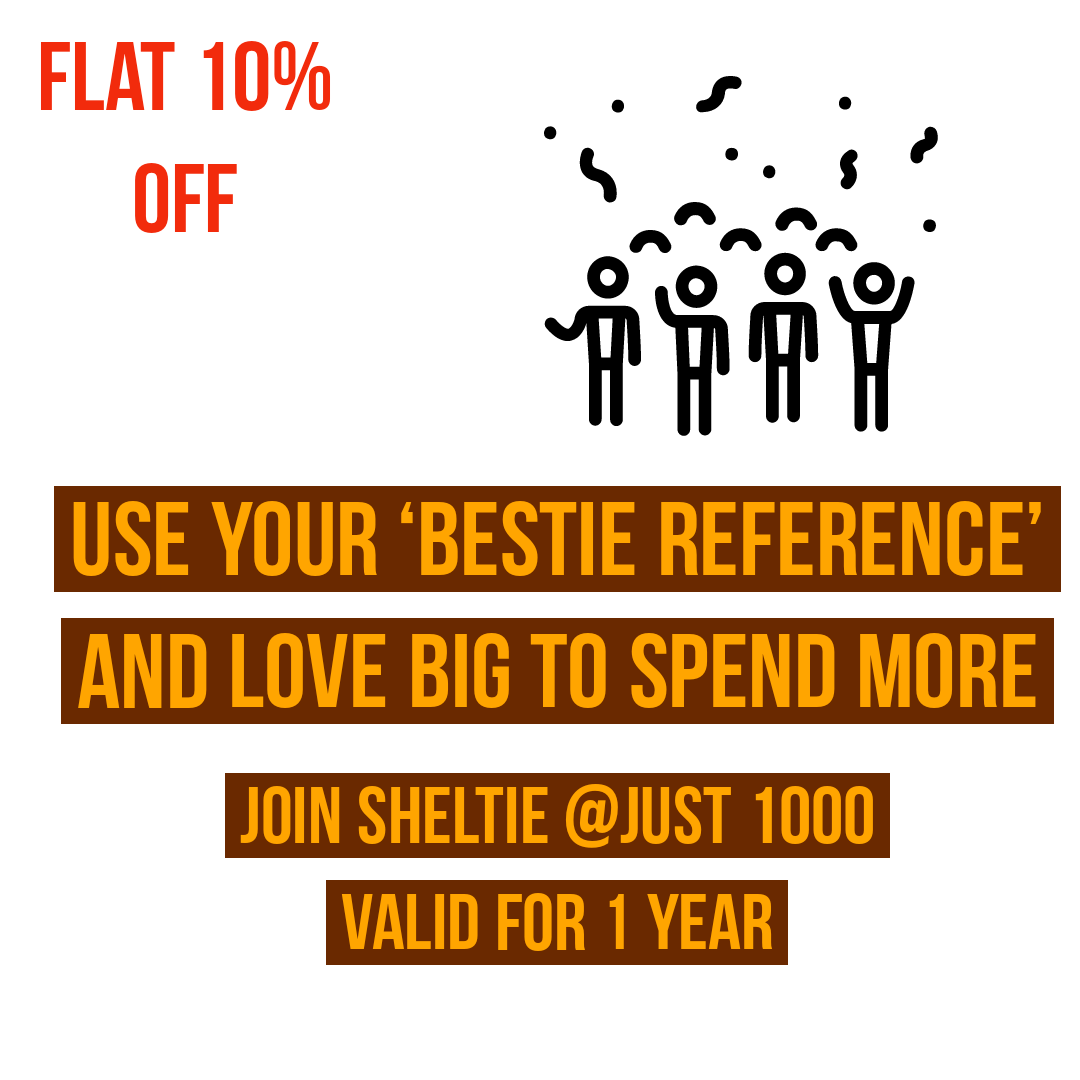 FLAT 10%
OFF
USE YOUR ‘BESTIE REFERENCE’
AND LOVE BIG TO SPEND MORE
JOIN SHELTIE @JUST 1000
VALID FOR 1 YEAR